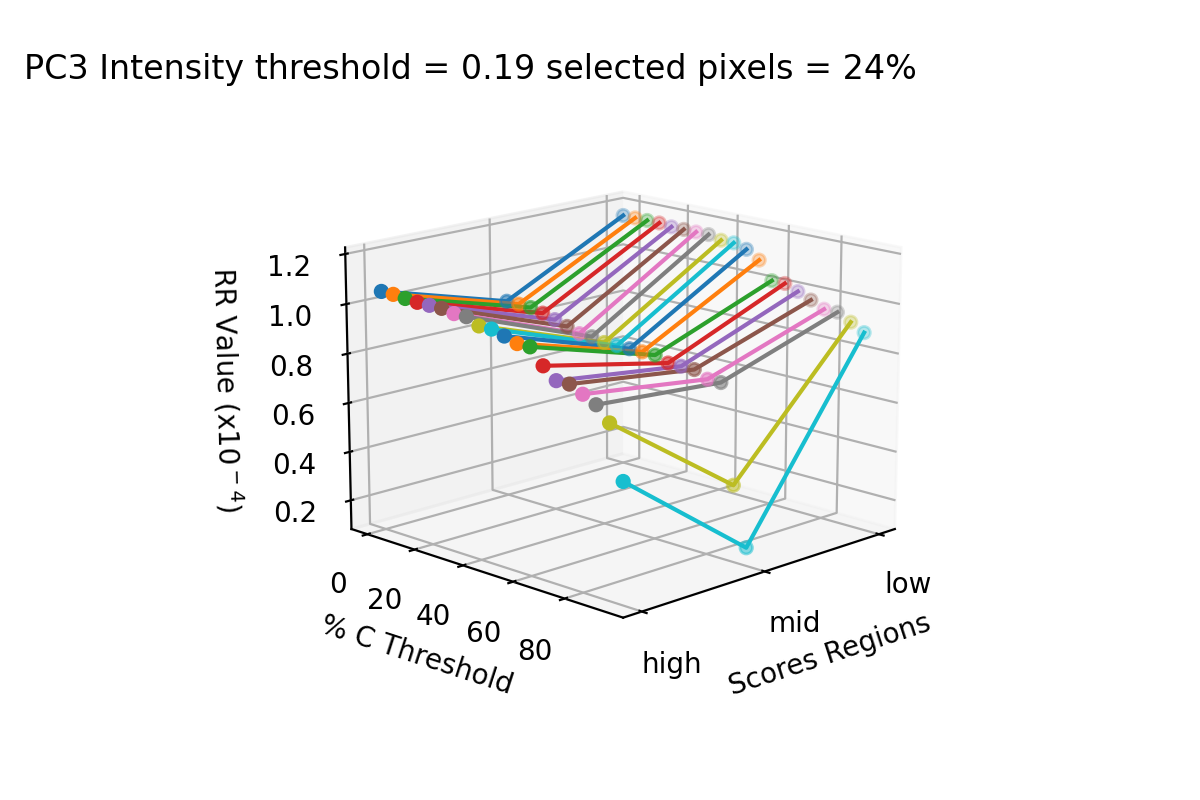 PC3 Intensity threshold = 0.19 selected pixels = 24%
RR Value (x10⁻⁴)
1.2
1.0
0.8
0.6
0.4
0.2
0
20
40
60
80
% C Threshold
high
mid
low
Scores Regions